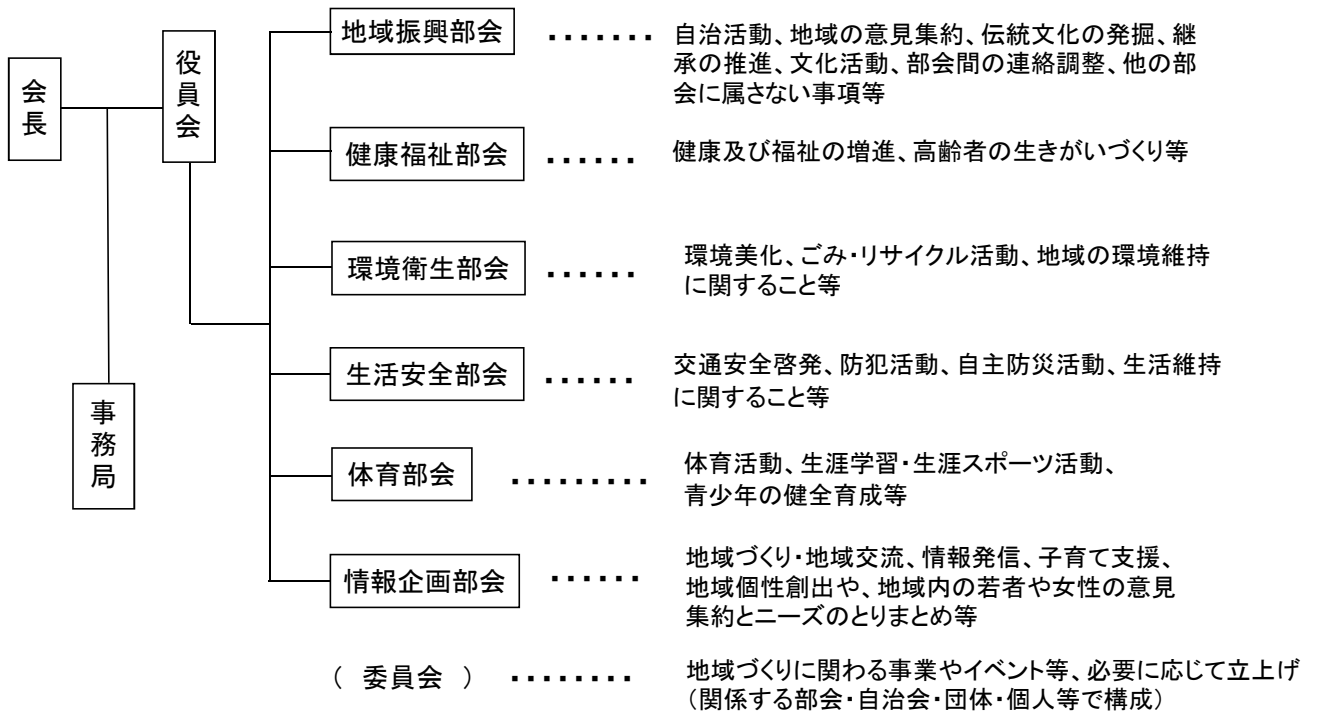 会長
役員会
事務局
地域振興部会 ・・・・・・・ 自治活動、地域の意見集約、伝統文化の発掘、継
承の推進、文化活動、部会間の連絡調整、他の部
会に属さない事項等
健康福祉部会 ・・・・・・ 健康及び福祉の増進、高齢者の生きがいづくり等
環境衛生部会 ・・・・・・ 環境美化、ごみ・リサイクル活動、地域の環境維持
に関すること等
生活安全部会 ・・・・・・ 交通安全啓発、防犯活動、自主防災活動、生活維持
に関すること等
体育部会 ・・・・・・・・・ 体育活動、生涯学習・生涯スポーツ活動、
青少年の健全育成等
情報企画部会 ・・・・・・ 地域づくり・地域交流、情報発信、子育て支援、
地域個性創出や、地域内の若者や女性の意見
集約とニーズのとりまとめ等
（ 委員会 ） ・・・・・・・・ 地域づくりに関わる事業やイベント等、必要に応じて立上げ
（関係する部会・自治会・団体・個人等で構成）